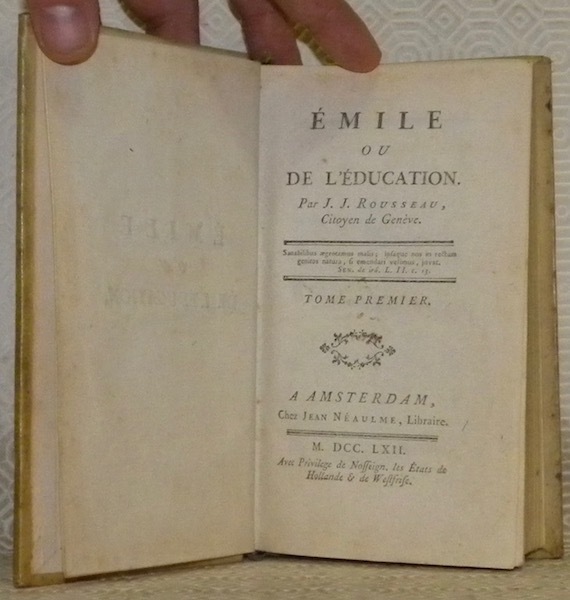 ÉMILE
OU
DE L'ÉDUCATION.
Par J. J. ROUSSEAU,
Citoyen de Genève.
Sanabilibus ægrotamus malis; ipsaque nos in rectum
genitos natura, si emendari velimus, juvat.
Sen. de irâ. L. II. c. 13.
TOME PREMIER.
A AMSTERDAM,
Chez JEAN NÉAULME, Libraire.
M. DCC. LXII.
Avec Privilege de Nosseign. les États de
Hollande & de Westfrise.